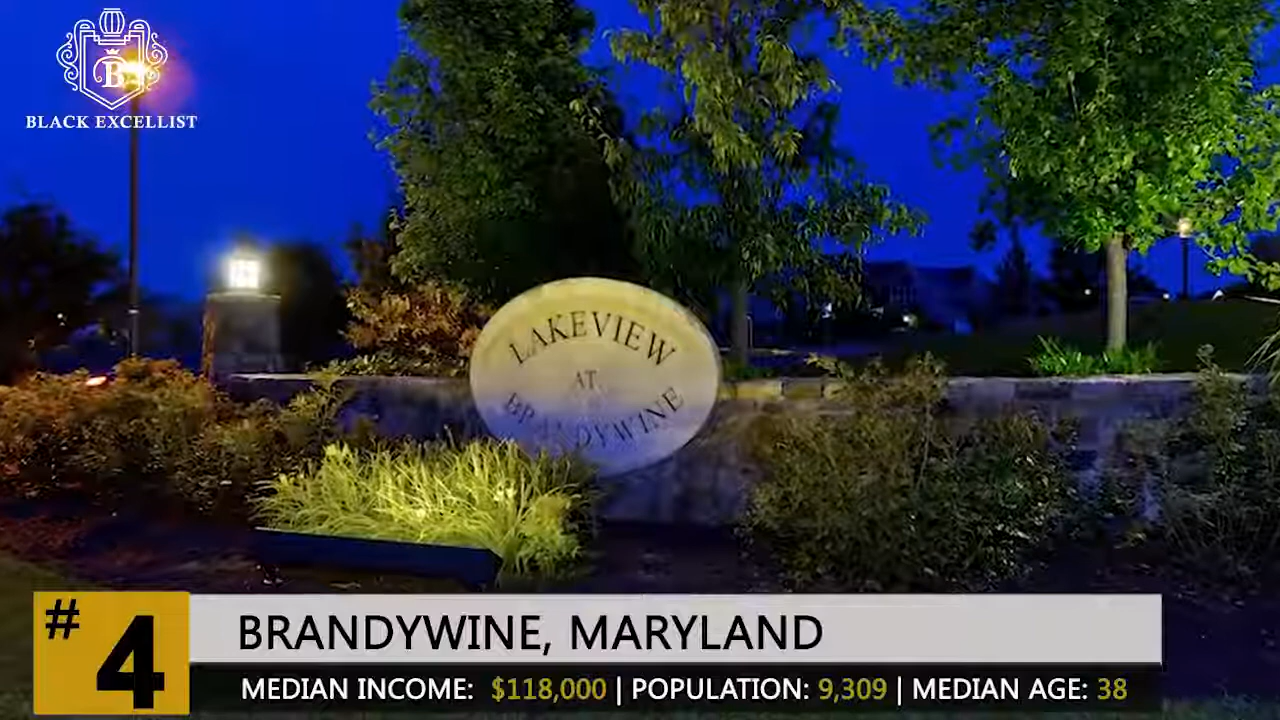 B
BLACK EXCELLIST
LAKEVIEW
AT
BRANDYWINE
#4
BRANDYWINE, MARYLAND
MEDIAN INCOME: $118,000 | POPULATION: 9,309 | MEDIAN AGE: 38